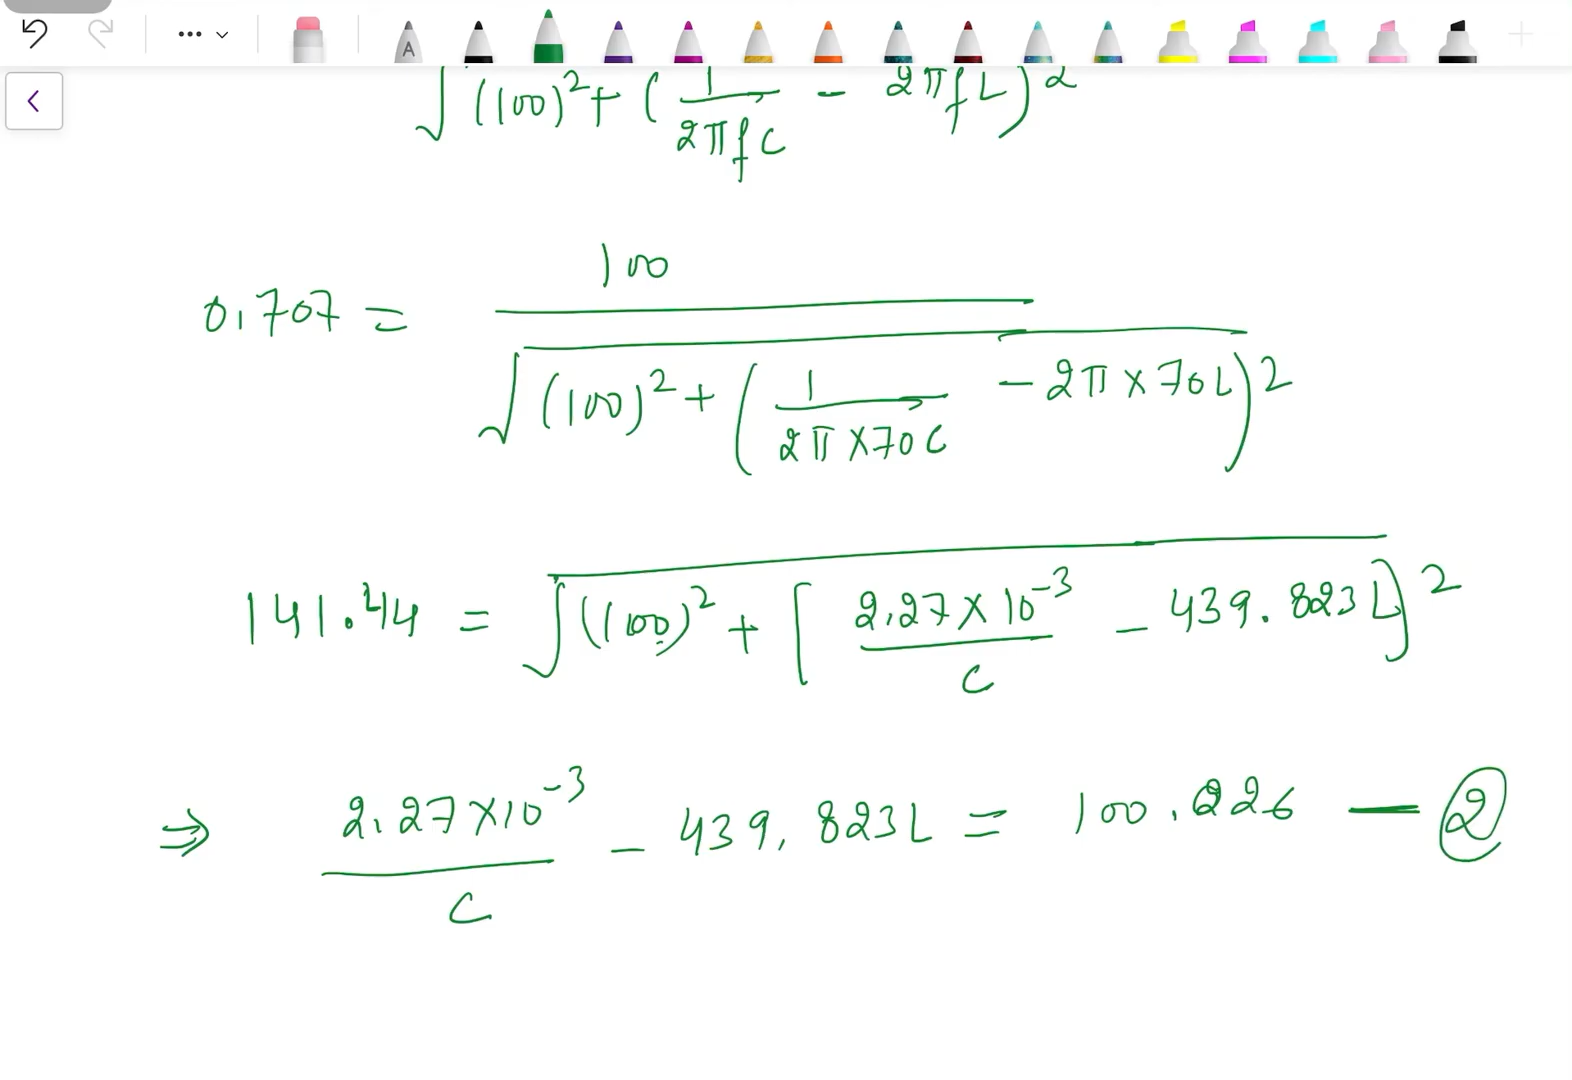 A
√((100)² + (1/2πfC - 2πfL)²
0.707 = 100/√((100)² + (1/2π×70C - 2π×70L)²)
141.44 = √((100)² + [2.27×10⁻³/C - 439.823L]²)
⇒ 2.27×10⁻³/C - 439.823L = 100.226 — ②